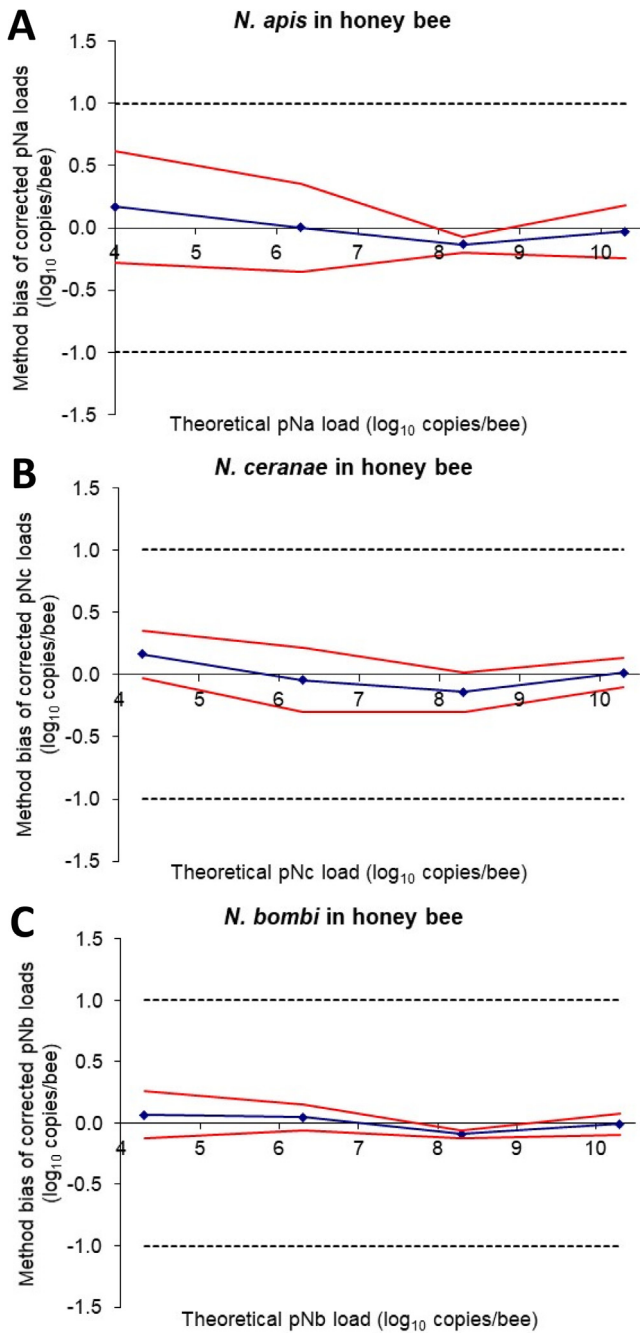 A
N. apis in honey bee
Method bias of corrected pNa loads
(log10 copies/bee)
1.5
1.0
0.5
0.0
-0.5
-1.0
-1.5
4 5 6 7 8 9 10
Theoretical pNa load (log10 copies/bee)
B
N. ceranae in honey bee
Method bias of corrected pNc loads
(log10 copies/bee)
1.5
1.0
0.5
0.0
-0.5
-1.0
-1.5
4 5 6 7 8 9 10
Theoretical pNc load (log10 copies/bee)
C
N. bombi in honey bee
Method bias of corrected pNb loads
(log10 copies/bee)
1.5
1.0
0.5
0.0
-0.5
-1.0
-1.5
4 5 6 7 8 9 10
Theoretical pNb load (log10 copies/bee)